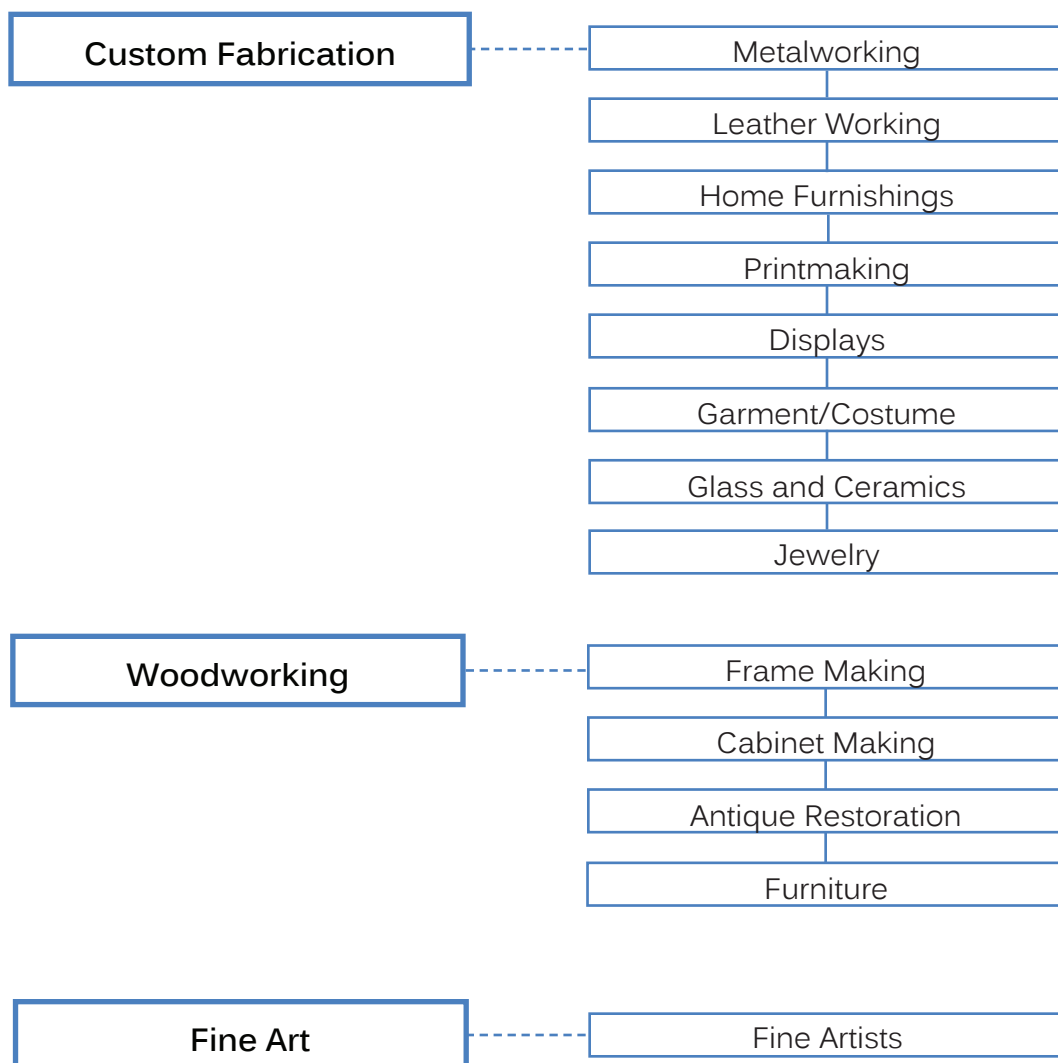 Custom Fabrication
Metalworking
Leather Working
Home Furnishings
Printmaking
Displays
Garment/Costume
Glass and Ceramics
Jewelry
Woodworking
Frame Making
Cabinet Making
Antique Restoration
Furniture
Fine Art
Fine Artists